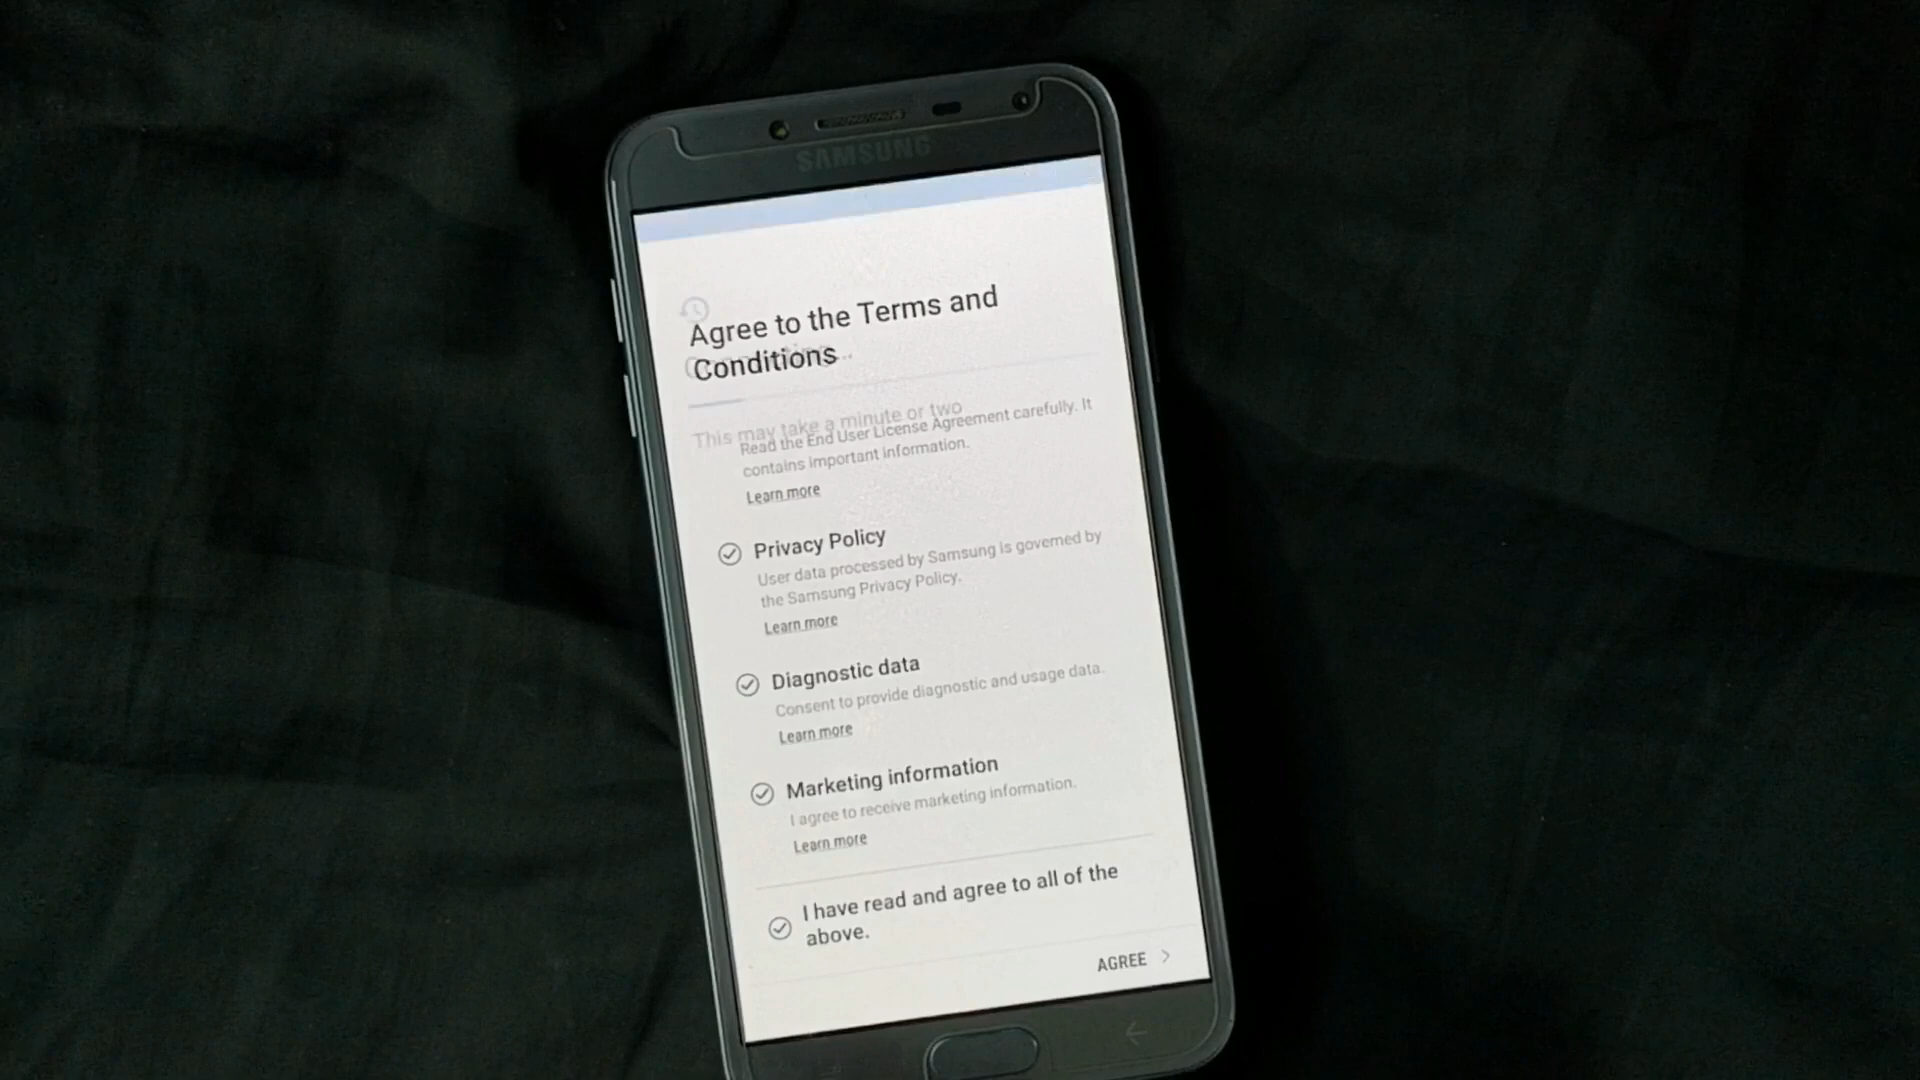 SAMSUNG
Agree to the Terms and
Conditions
This may take a minute or two
Read the End User License Agreement carefully. It
contains important information.
Learn more
Privacy Policy
User data processed by Samsung is governed by
the Samsung Privacy Policy.
Learn more
Diagnostic data
Consent to provide diagnostic and usage data.
Learn more
Marketing information
I agree to receive marketing information.
Learn more
I have read and agree to all of the
above.
AGREE